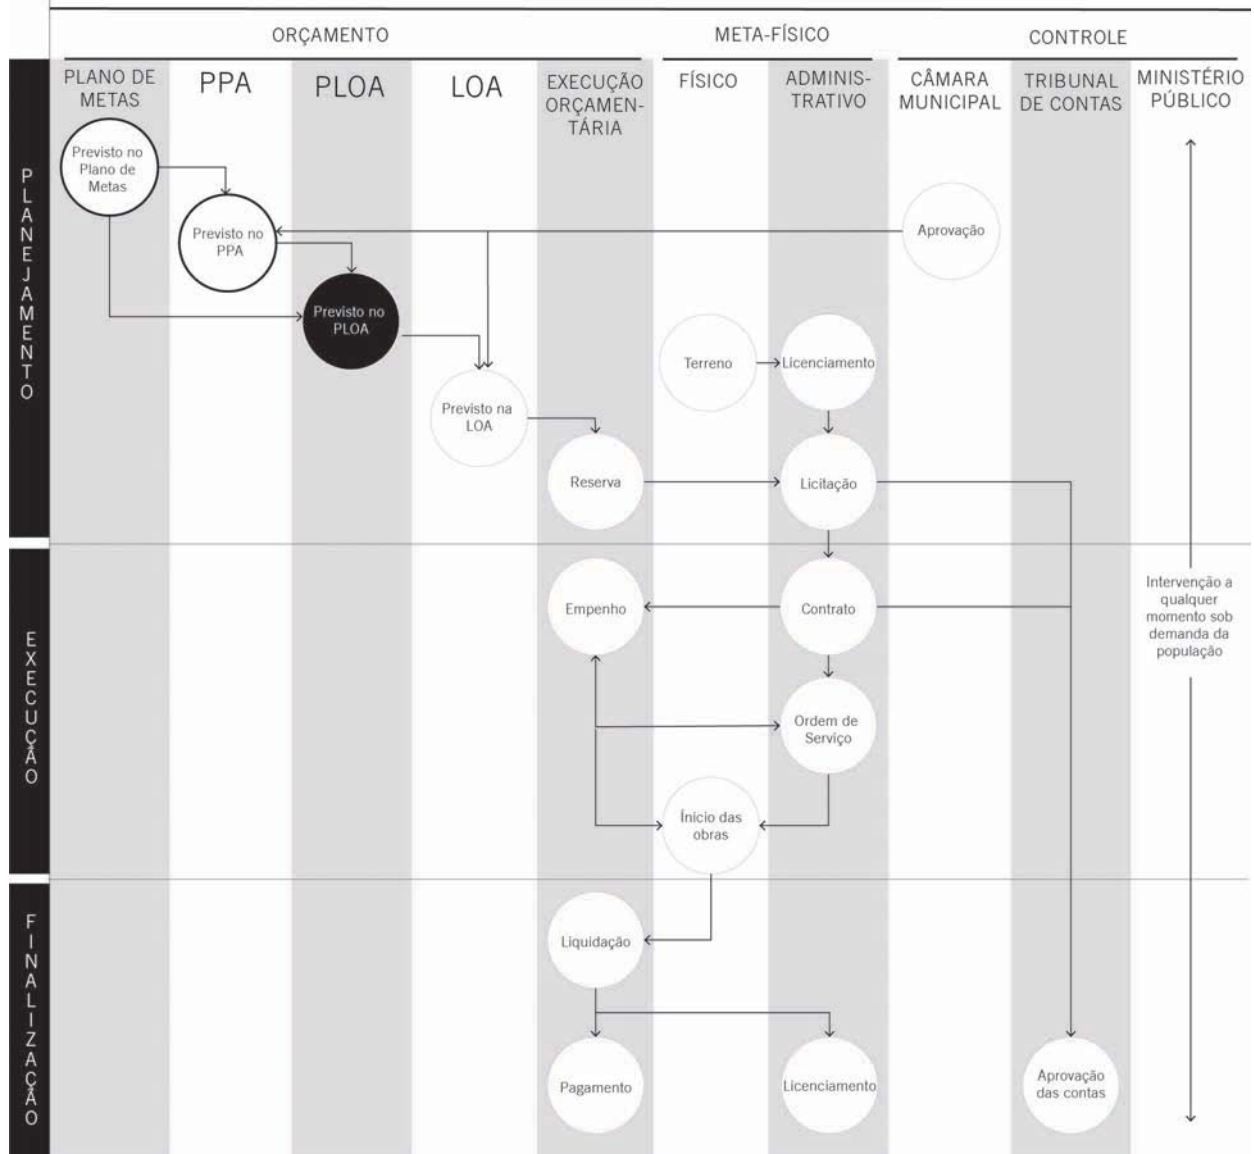 ORÇAMENTO
META-FÍSICO
CONTROLE
PLANO DE
METAS
PPA
PLOA
LOA
EXECUÇÃO
ORÇAMEN-
TÁRIA
FÍSICO
ADMINIS-
TRATIVO
CÂMARA
MUNICIPAL
TRIBUNAL
DE CONTAS
MINISTÉRIO
PÚBLICO
PLANEJAMENTO
Previsto no
Plano de
Metas
Previsto no
PPA
Aprovação
Previsto no
PLOA
Terreno
Licenciamento
Previsto na
LOA
Reserva
Licitação
EXECUÇÃO
Empenho
Contrato
Intervenção a
qualquer
momento sob
demanda da
população
Ordem de
Serviço
Ínicio das
obras
FINALIZAÇÃO
Liquidação
Pagamento
Licenciamento
Aprovação
das contas